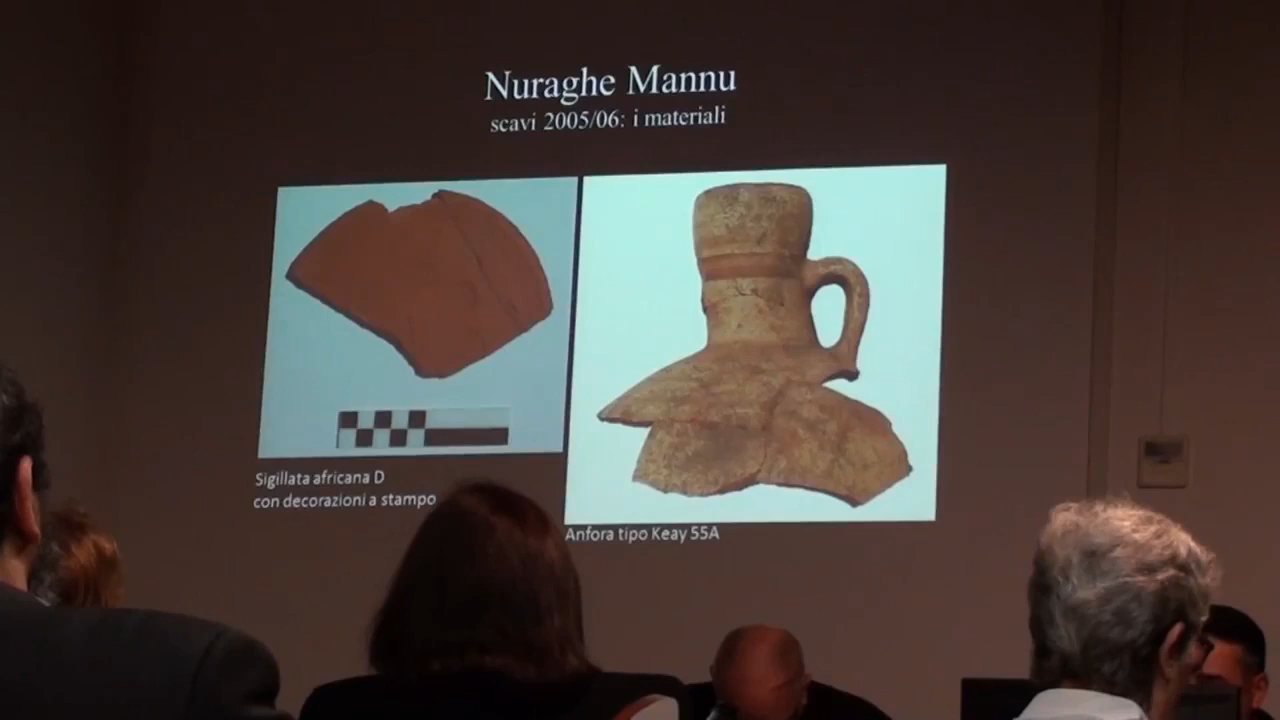 Nuraghe Mannu
scavi 2005/06: i materiali
Sigillata africana D
con decorazioni a stampo
Anfora tipo Keay 55A